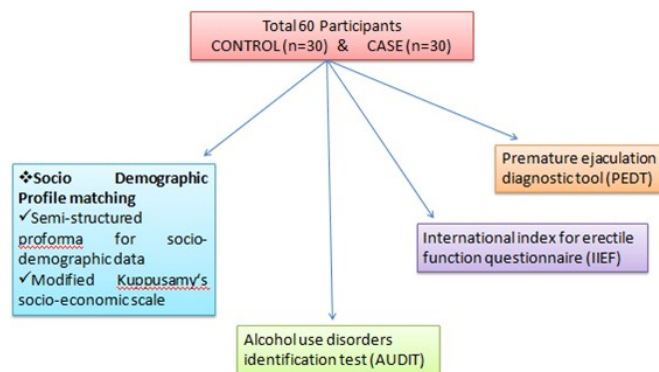 Total 60 Participants
CONTROL (n=30) & CASE (n=30)
❖Socio Demographic
Profile matching
✓Semi-structured
proforma for socio-
demographic data
✓Modified Kuppusamy's
socio-economic scale
Premature ejaculation
diagnostic tool (PEDT)
International index for erectile
function questionnaire (IIEF)
Alcohol use disorders
identification test (AUDIT)